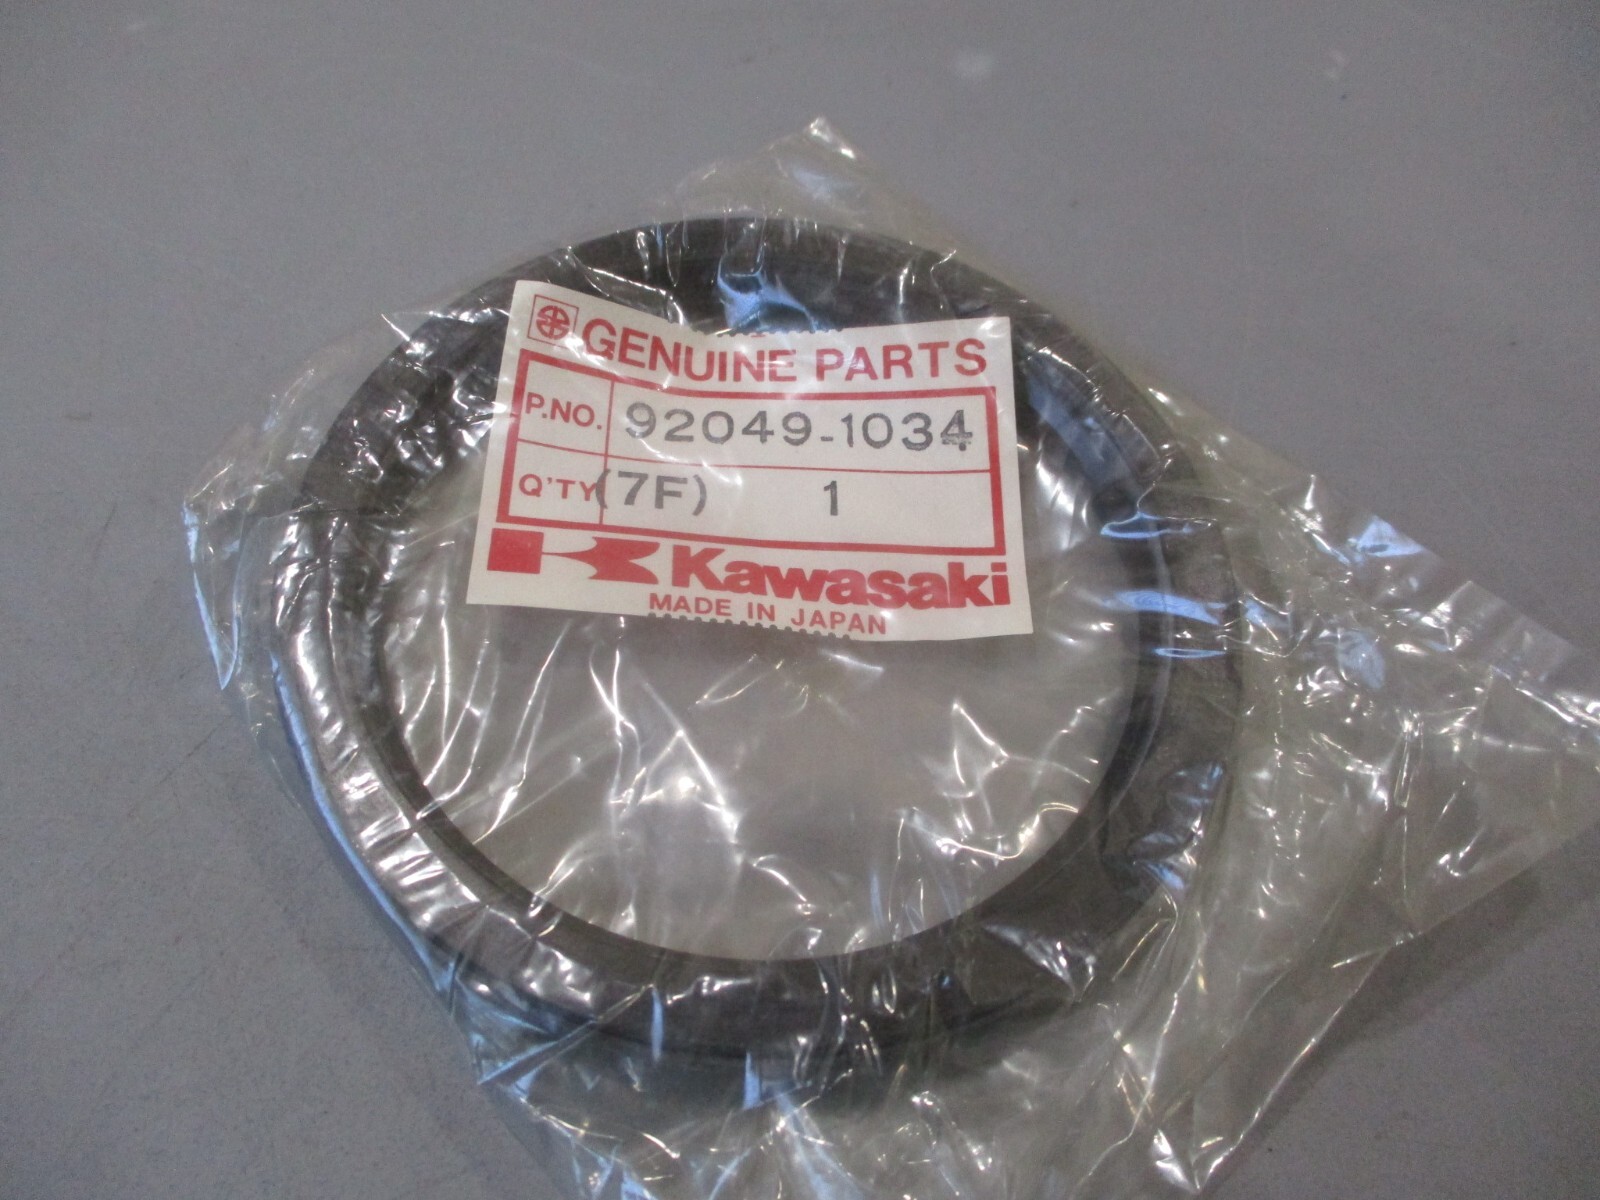 GENUINE PARTS
P.NO. 92049-1034
Q'TY (7F) 1
Kawasaki
MADE IN JAPAN